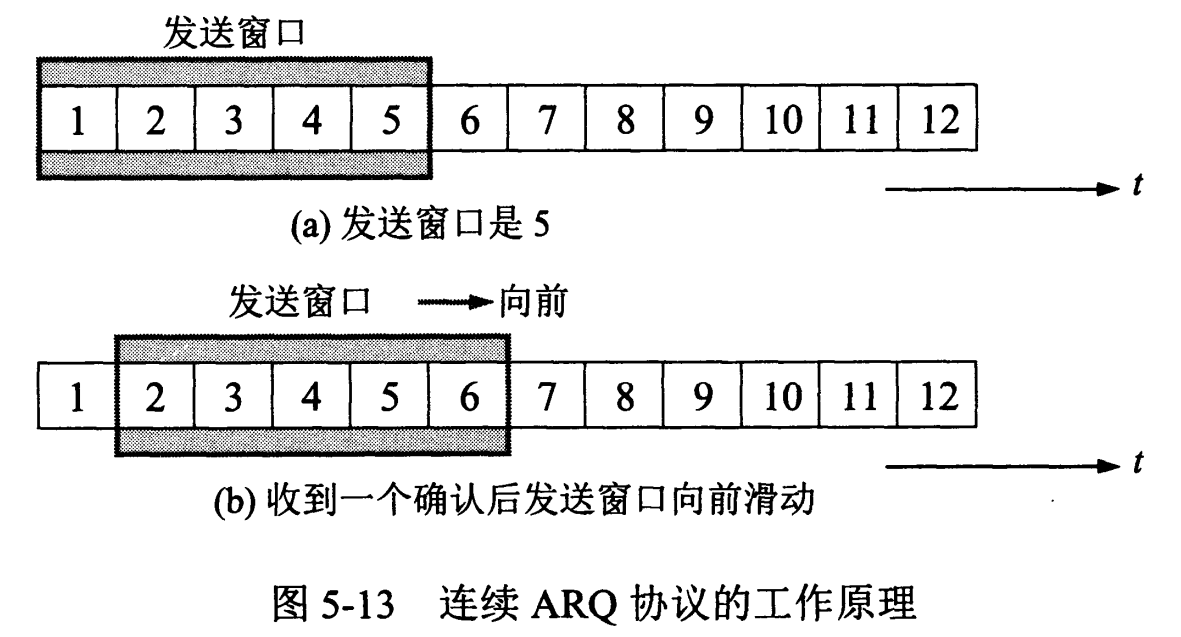 发送窗口
1 2 3 4 5 6 7 8 9 10 11 12
t
(a) 发送窗口是 5
发送窗口 向前
1 2 3 4 5 6 7 8 9 10 11 12
t
(b) 收到一个确认后发送窗口向前滑动
图 5-13 连续 ARQ 协议的工作原理